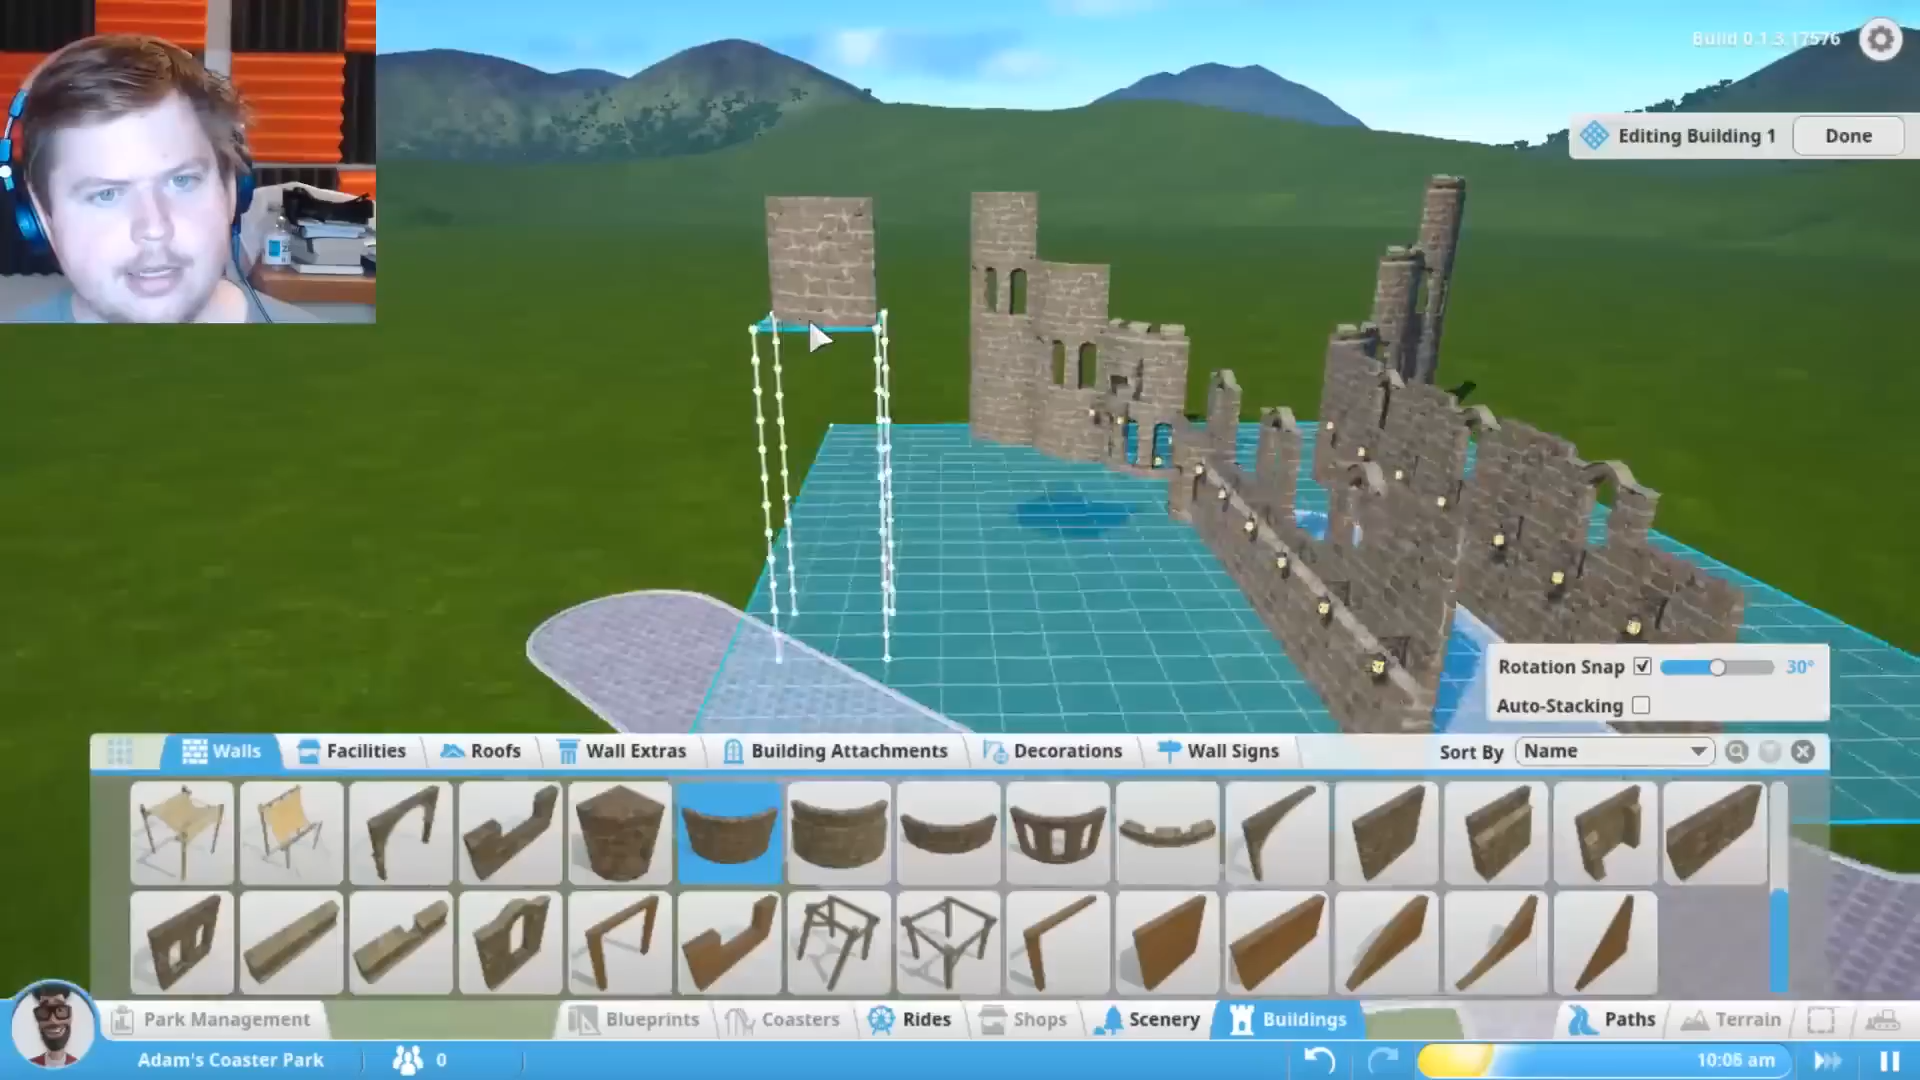 Build 0.1.3.17576
Editing Building 1 Done
Rotation Snap 30°
Auto-Stacking
Walls Facilities Roofs Wall Extras Building Attachments Decorations Wall Signs Sort By Name
Park Management Blueprints Coasters Rides Shops Scenery Buildings Paths Terrain
Adam's Coaster Park 0 10:06 am